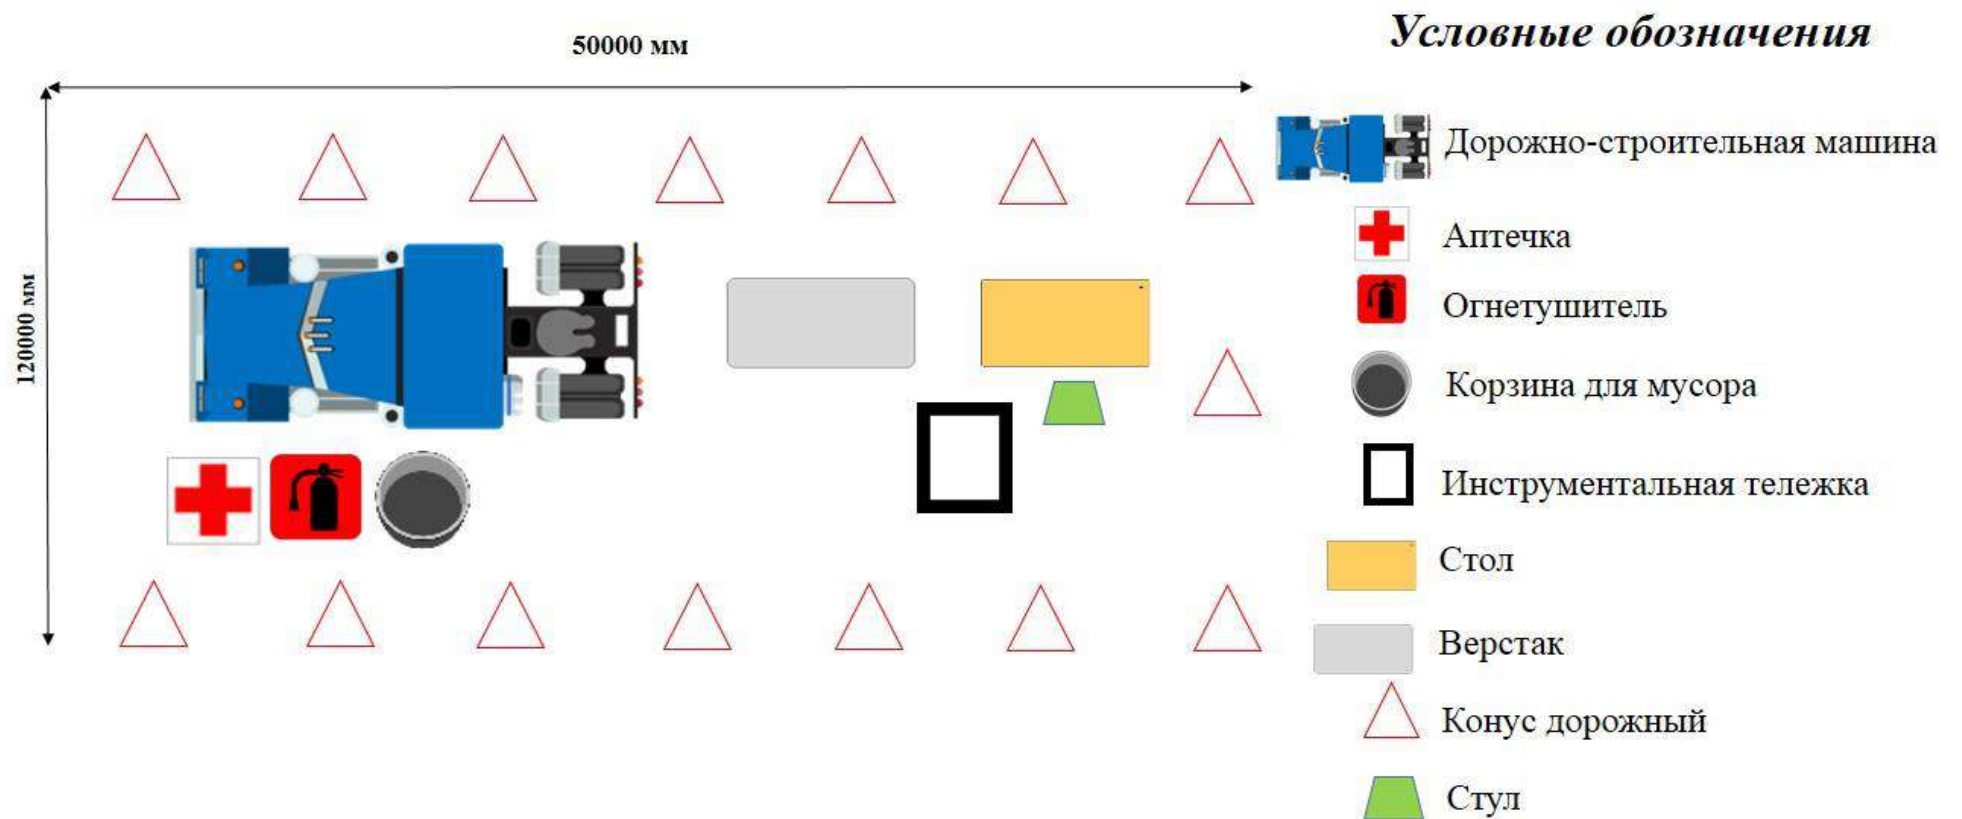 50000 мм
120000 мм
Условные обозначения
Дорожно-строительная машина
Аптечка
Огнетушитель
Корзина для мусора
Инструментальная тележка
Стол
Верстак
Конус дорожный
Стул